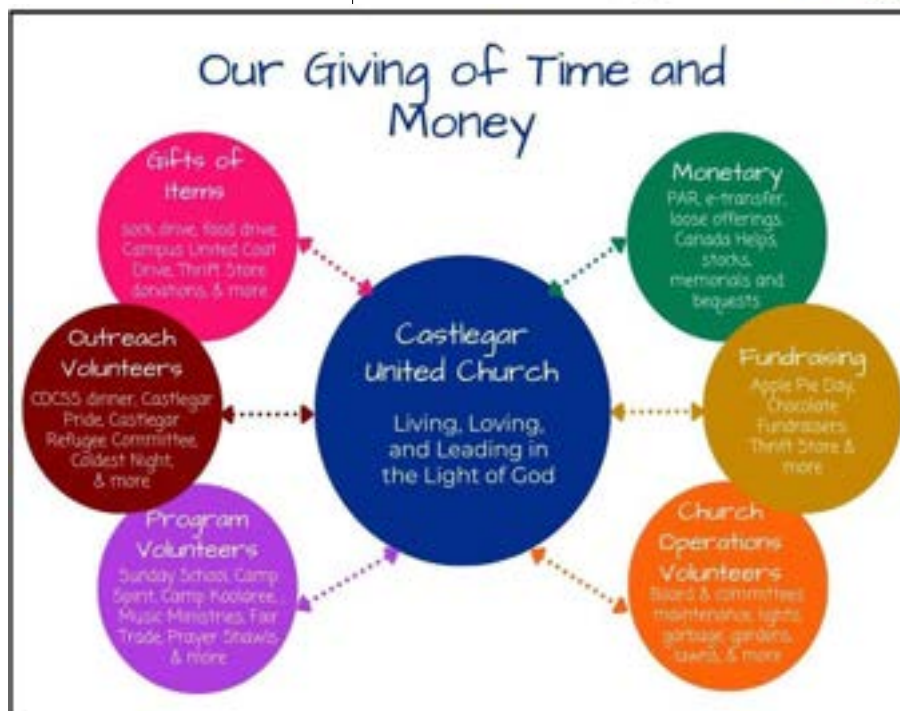 Our Giving of Time and
Money
Gifts of
Items
sock drive, food drive,
Campus United Coat
Drive, Thrift Store
donations, & more
Monetary
PAR, e-transfer,
loose offerings,
Canada Helps,
stocks,
memorials and
bequests
Outreach
Volunteers
CDCSS dinner, Castlegar
Pride, Castlegar
Refugee Committee,
Coldest Night,
& more
Castlegar
United Church
Living, Loving,
and Leading in
the Light of God
Fundraising
Apple Pie Day,
Chocolate
Fundraisers
Thrift Store &
more
Program
Volunteers
Sunday School, Camp
Spirit, Camp Koolaree,
Music Ministries, Fair
Trade, Prayer Shawls
& more
Church
Operations
Volunteers
Board & committees
maintenance, lights,
garbage, gardens,
lawns, & more